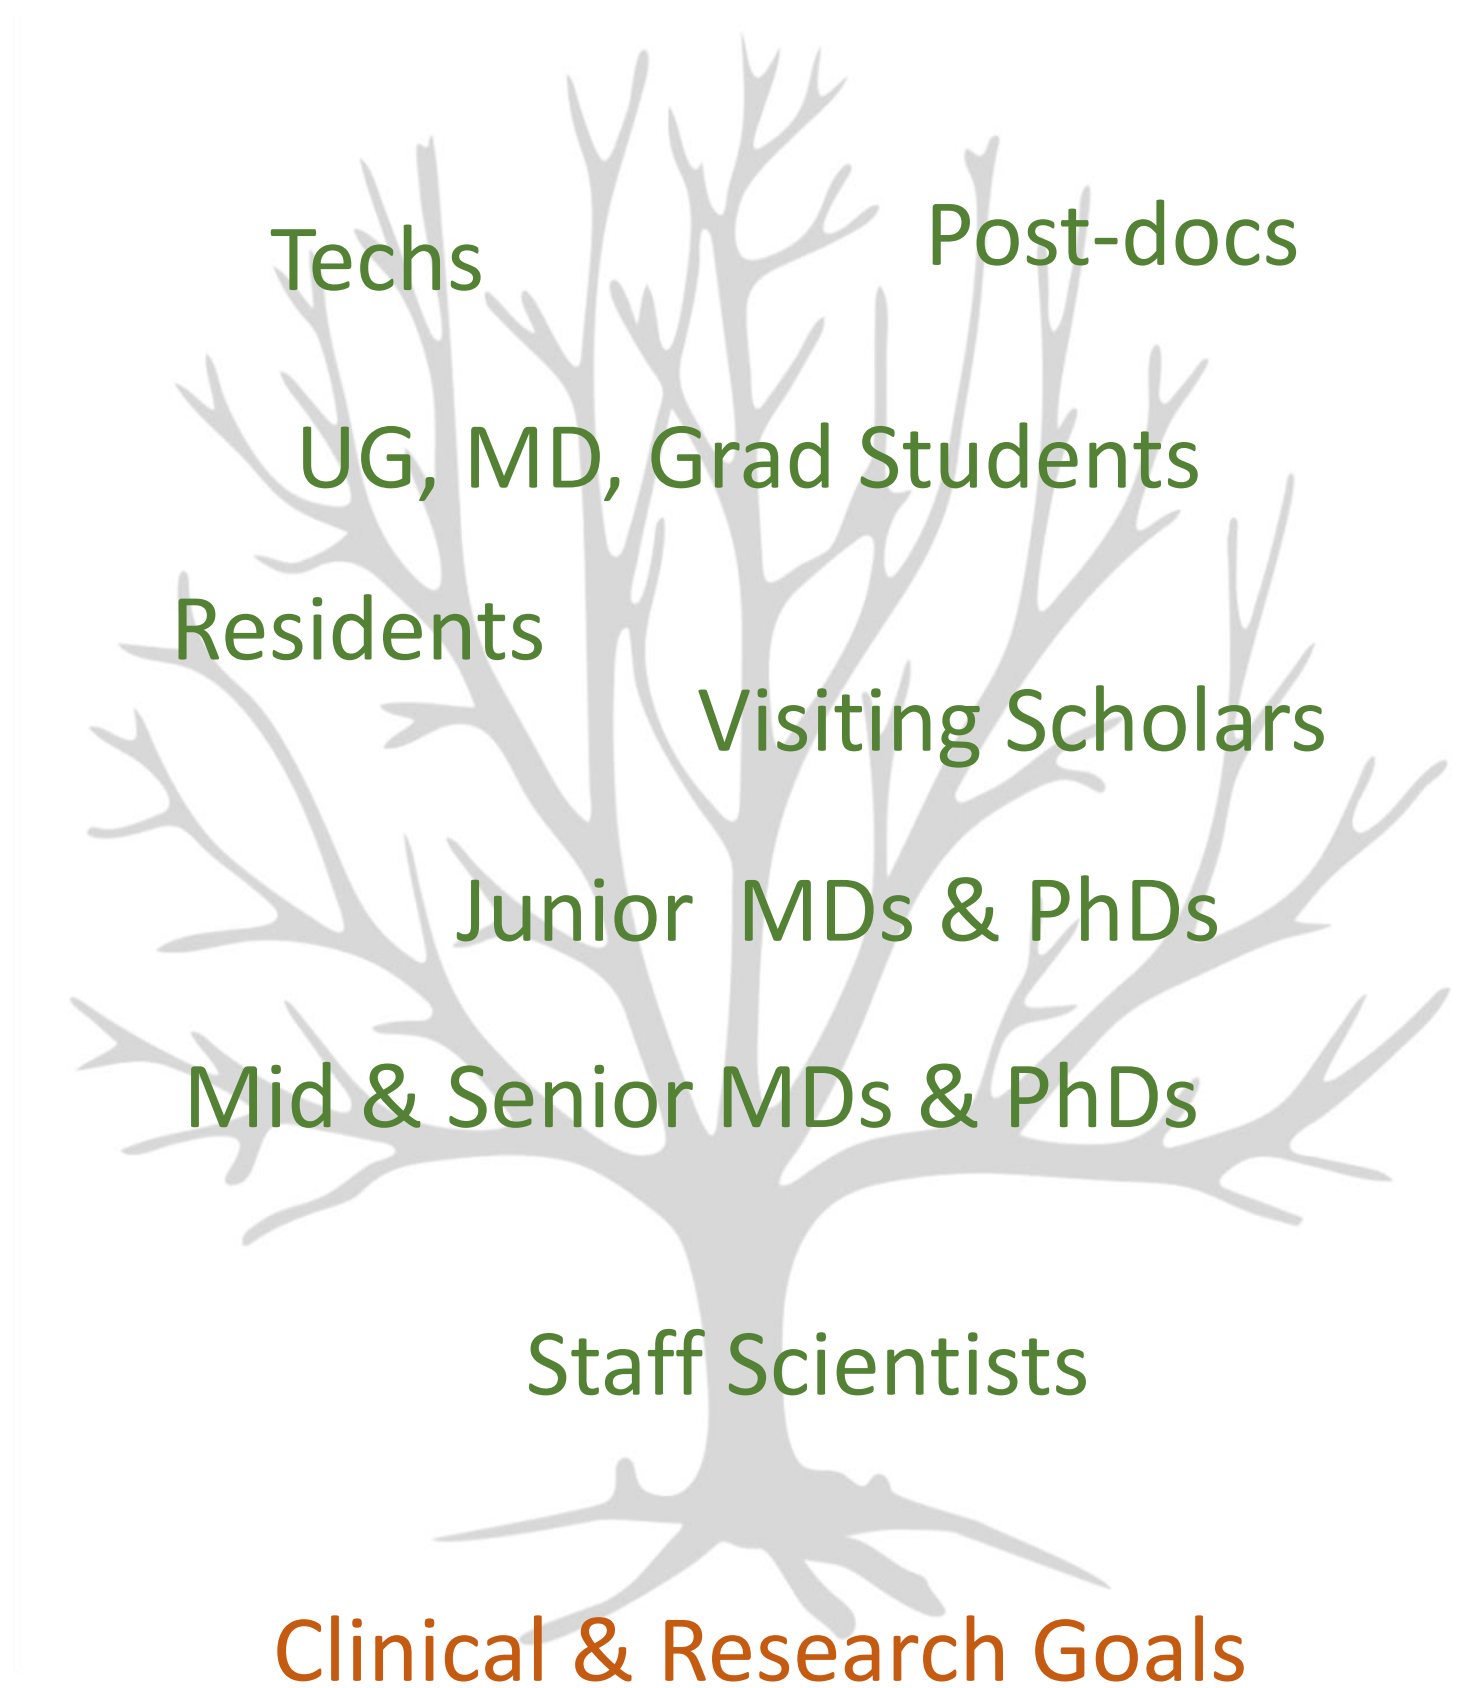 Techs
Post-docs
UG, MD, Grad Students
Residents
Visiting Scholars
Junior  MDs & PhDs
Mid & Senior MDs & PhDs
Staff Scientists
Clinical & Research Goals